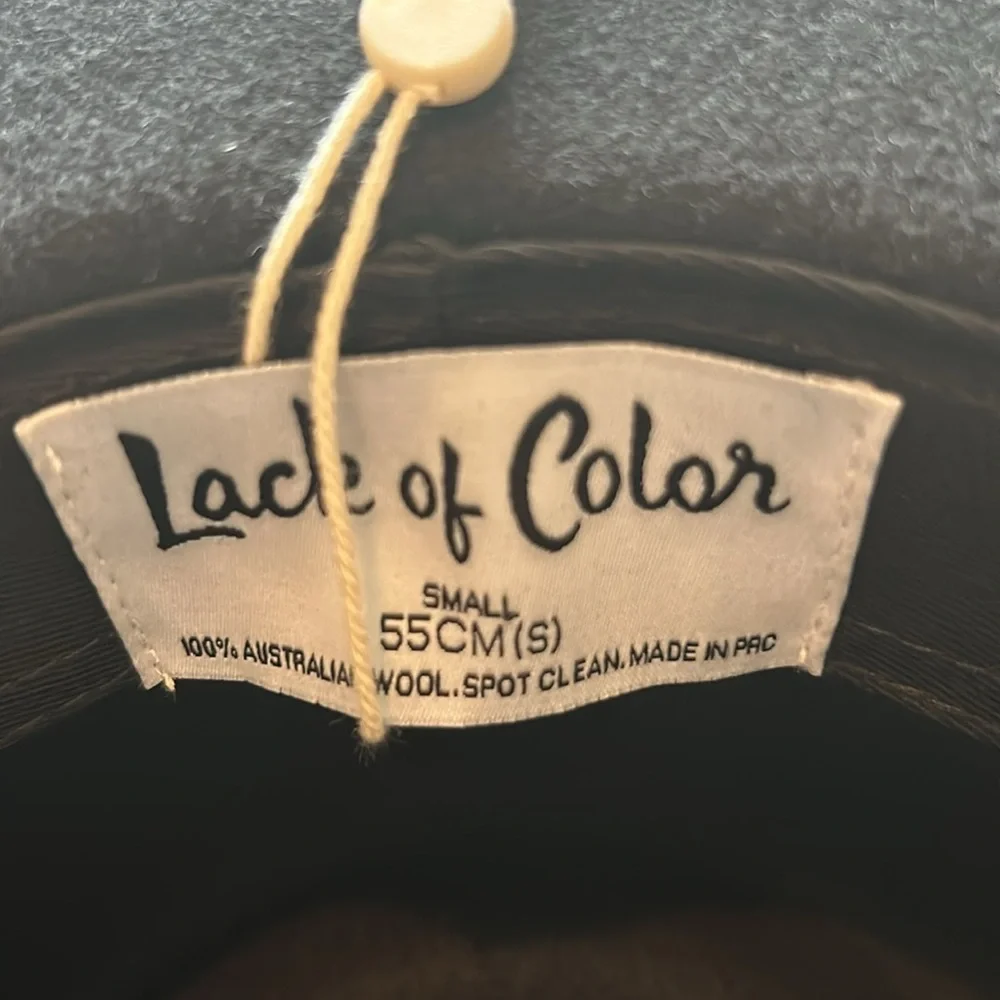 Lack of Color
SMALL
55CM(S)
100% AUSTRALIAN WOOL.SPOT CLEAN.MADE IN PRC